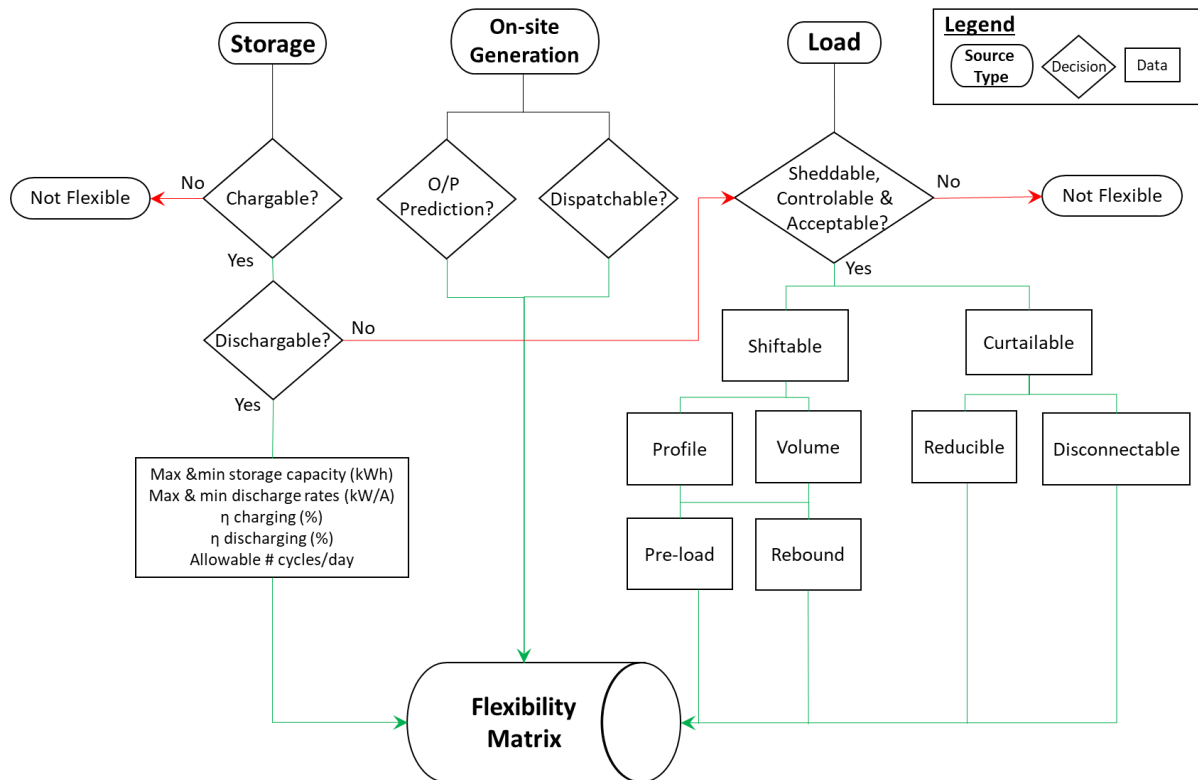 Storage
On-site
Generation
Load
Legend
Source
Type
Decision
Data
Not Flexible
No
Chargable?
O/P
Prediction?
Dispatchable?
Sheddable,
Controlable &
Acceptable?
No
Not Flexible
Yes
Yes
Dischargable?
No
Shiftable
Curtailable
Yes
Profile
Volume
Reducible
Disconnectable
Max &min storage capacity (kWh)
Max & min discharge rates (kW/A)
η charging (%)
η discharging (%)
Allowable # cycles/day
Pre-load
Rebound
Flexibility
Matrix